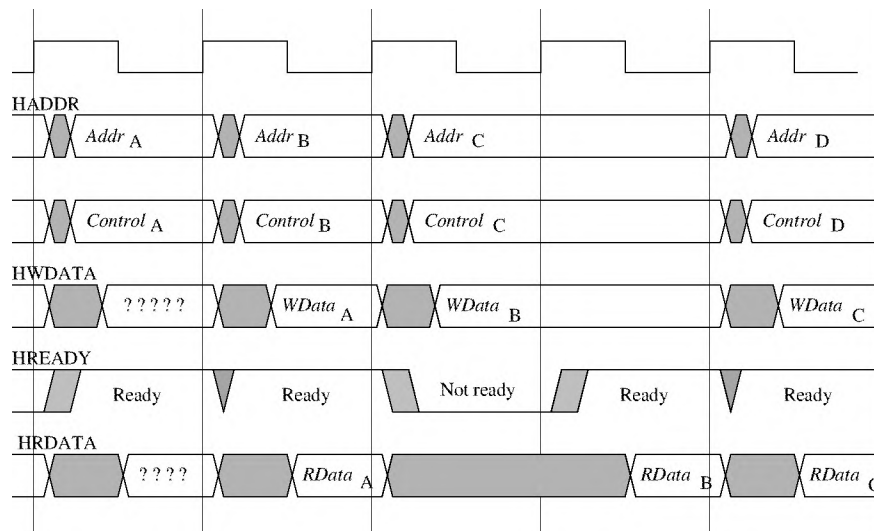 HADDR
Addr A Addr B Addr C Addr D
Control A Control B Control C Control D
HWDATA
? ? ? ? ? WData A WData B WData C
HREADY
Ready Ready Not ready Ready Ready
HRDATA
? ? ? ? RData A RData B RData C